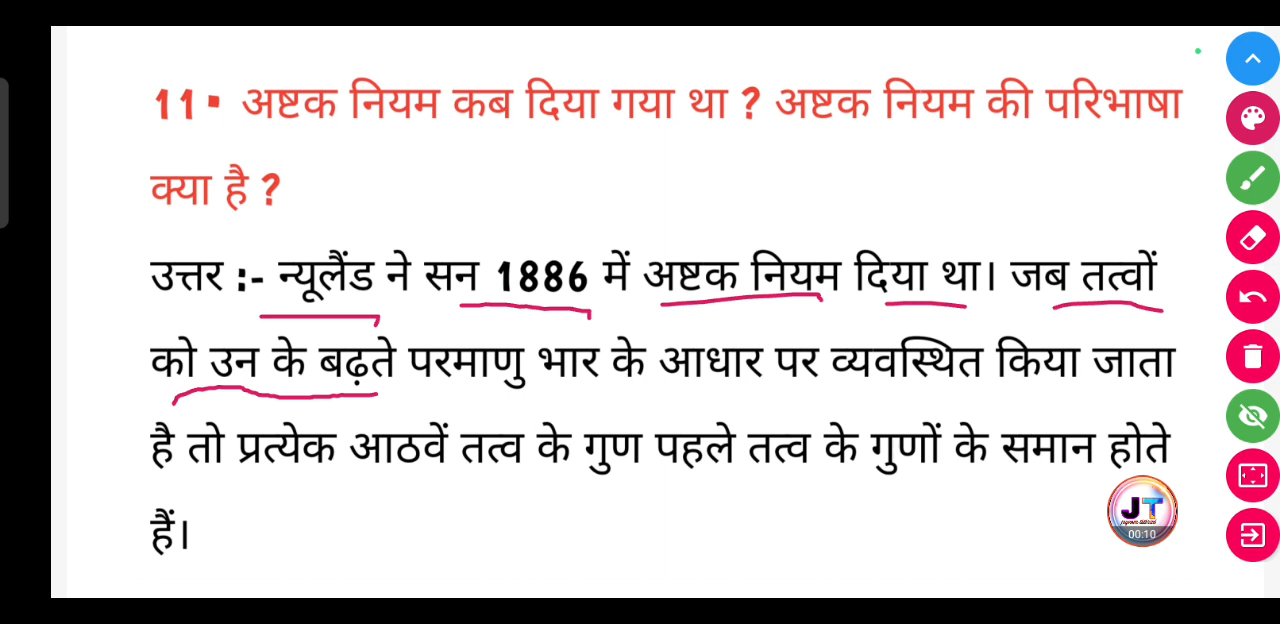 11. अष्टक नियम कब दिया गया था ? अष्टक नियम की परिभाषा
क्या है ?
उत्तर :- न्यूलैंड ने सन 1886 में अष्टक नियम दिया था। जब तत्वों
को उन के बढ़ते परमाणु भार के आधार पर व्यवस्थित किया जाता
है तो प्रत्येक आठवें तत्व के गुण पहले तत्व के गुणों के समान होते
हैं।
JT
00:10